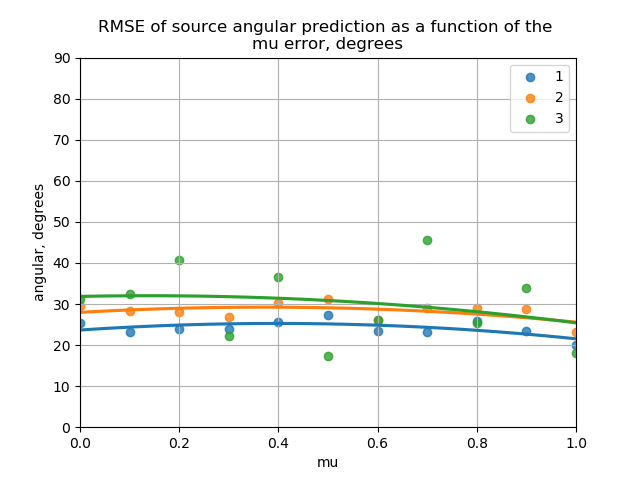 RMSE of source angular prediction as a function of the
mu error, degrees
1
2
3
90
80
70
60
50
40
30
20
10
0
angular, degrees
0.0 0.2 0.4 0.6 0.8 1.0
mu